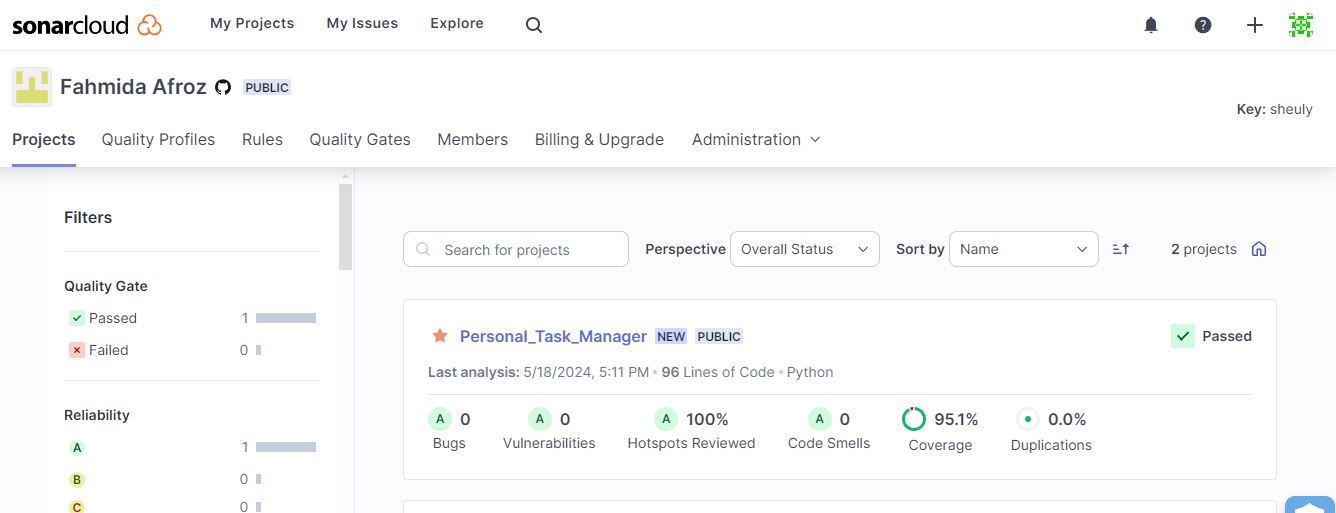 sonarcloud My Projects My Issues Explore
Fahmida Afroz PUBLIC
Key: sheuly
Projects Quality Profiles Rules Quality Gates Members Billing & Upgrade Administration
Filters
Quality Gate
Passed 1
Failed 0
Reliability
A 1
B 0
C 0
Search for projects Perspective Overall Status Sort by Name 2 projects
Personal_Task_Manager NEW PUBLIC Passed
Last analysis: 5/18/2024, 5:11 PM • 96 Lines of Code • Python
A 0 A 0 A 100% A 0 95.1% 0.0%
Bugs Vulnerabilities Hotspots Reviewed Code Smells Coverage Duplications